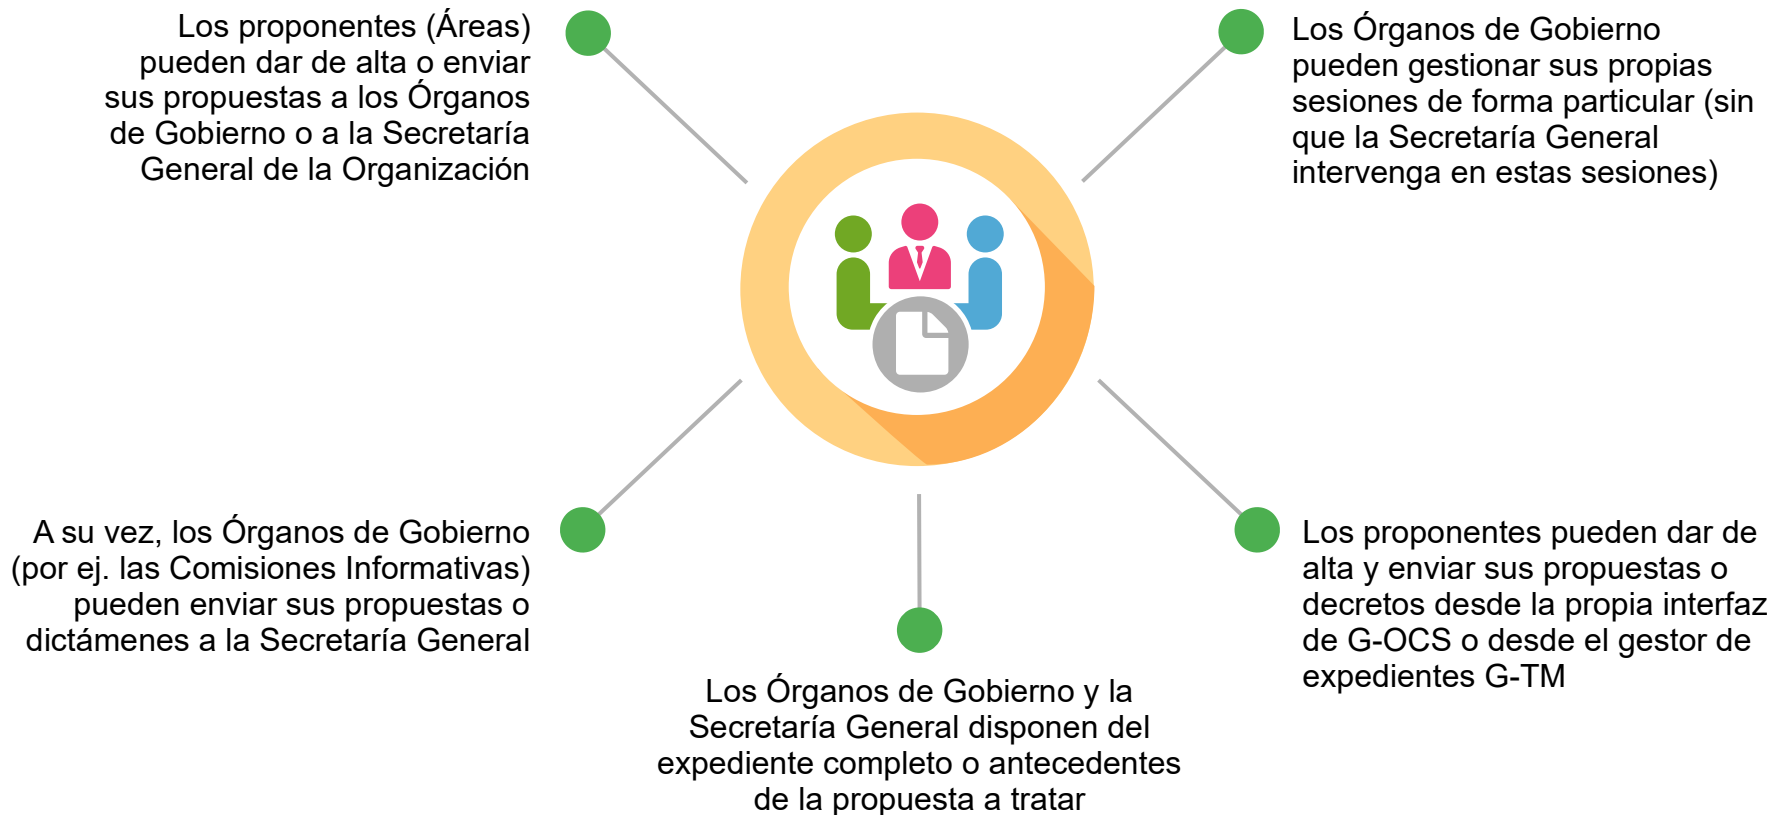 Los proponentes (Áreas)
pueden dar de alta o enviar
sus propuestas a los Órganos
de Gobierno o a la Secretaría
General de la Organización
Los Órganos de Gobierno
pueden gestionar sus propias
sesiones de forma particular (sin
que la Secretaría General
intervenga en estas sesiones)
A su vez, los Órganos de Gobierno
(por ej. las Comisiones Informativas)
pueden enviar sus propuestas o
dictámenes a la Secretaría General
Los Órganos de Gobierno y la
Secretaría General disponen del
expediente completo o antecedentes
de la propuesta a tratar
Los proponentes pueden dar de
alta y enviar sus propuestas o
decretos desde la propia interfaz
de G-OCS o desde el gestor de
expedientes G-TM